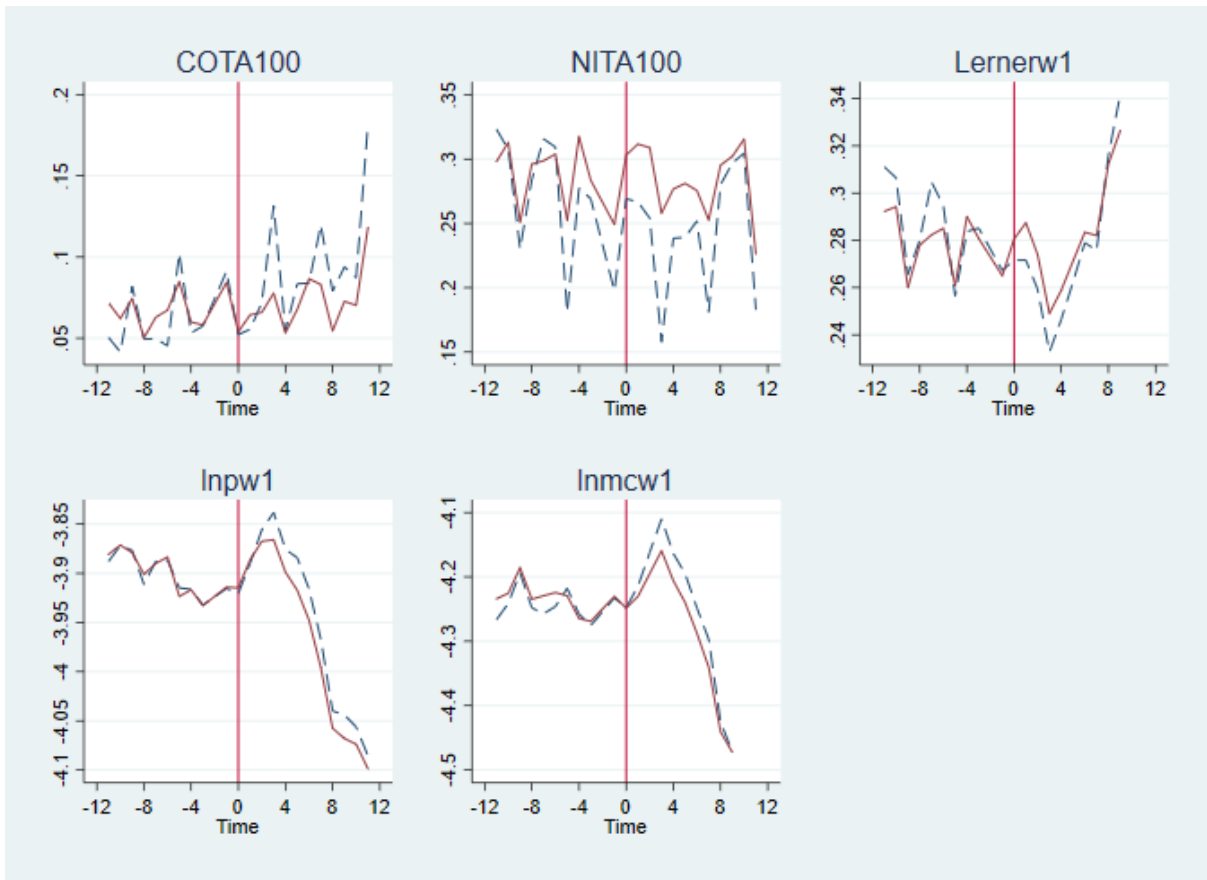 COTA100
.2
.15
.1
.05
-12 -8 -4 0 4 8 12
Time
NITA100
.35
.3
.25
.2
.15
-12 -8 -4 0 4 8 12
Time
Lernerw1
.34
.32
.3
.28
.26
.24
-12 -8 -4 0 4 8 12
Time
lnpw1
-3.85
-3.9
-3.95
-4
-4.05
-4.1
-12 -8 -4 0 4 8 12
Time
lnmcw1
-4.1
-4.2
-4.3
-4.4
-4.5
-12 -8 -4 0 4 8 12
Time